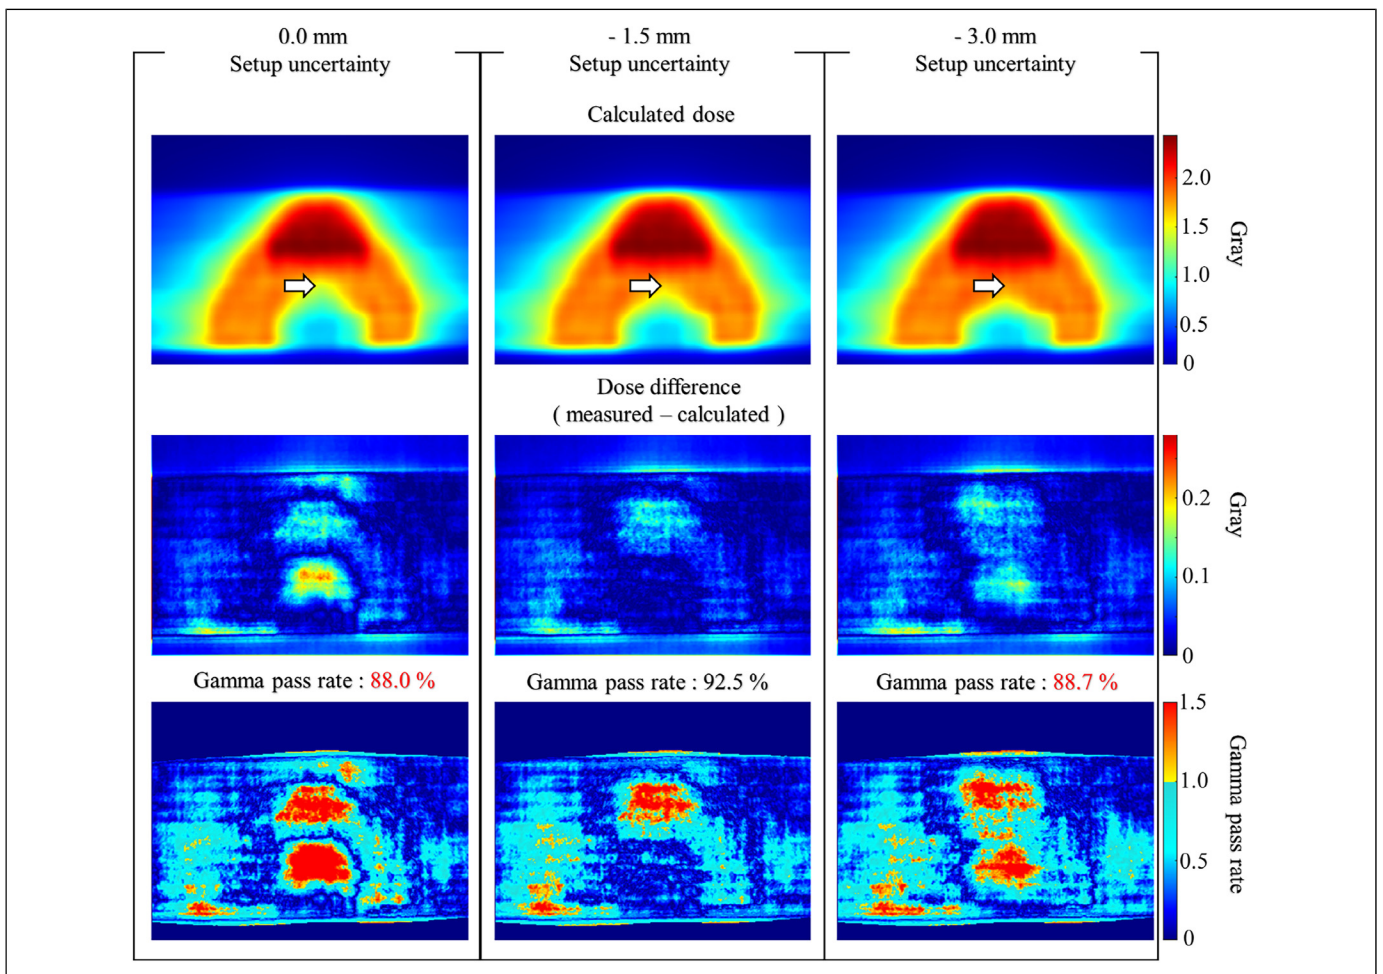 0.0 mm
Setup uncertainty
- 1.5 mm
Setup uncertainty
- 3.0 mm
Setup uncertainty
Calculated dose
2.0
1.5
1.0
0.5
0
Gray
Dose difference
( measured – calculated )
0.2
0.1
0
Gray
Gamma pass rate : 88.0 %
Gamma pass rate : 92.5 %
Gamma pass rate : 88.7 %
1.5
1.0
0.5
0
Gamma pass rate